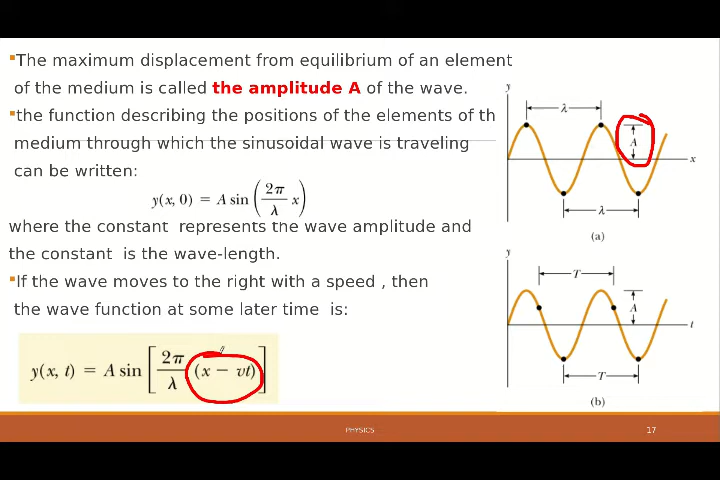 ▪The maximum displacement from equilibrium of an element
of the medium is called the amplitude A of the wave.
▪the function describing the positions of the elements of th
medium through which the sinusoidal wave is traveling
can be written:
y(x, 0) = A sin (2π/λ x)
where the constant represents the wave amplitude and
the constant is the wave-length.
▪If the wave moves to the right with a speed , then
the wave function at some later time is:
y(x, t) = A sin [2π/λ (x − vt)]
y
λ
A
x
λ
(a)
y
T
A
t
T
(b)
PHYSICS
17